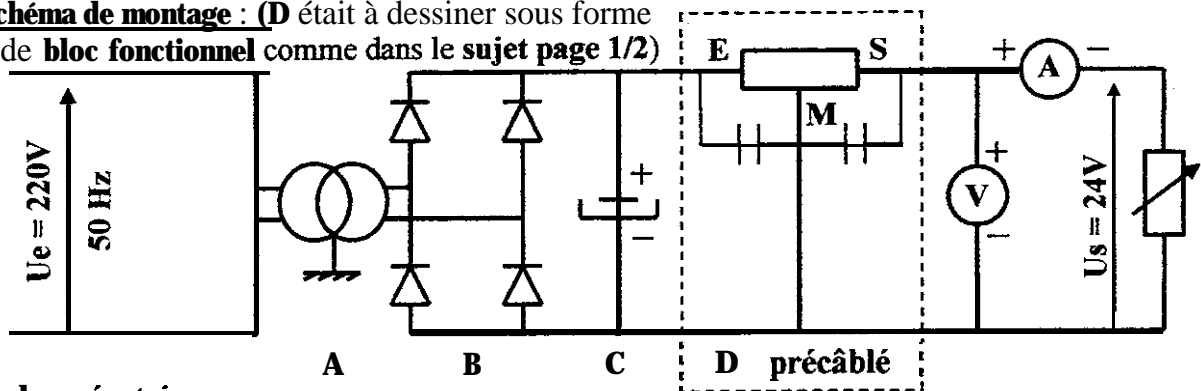 chéma de montage : (D était à dessiner sous forme
de bloc fonctionnel comme dans le sujet page 1/2)
E S
+ A -
M
Ue = 220V
50 Hz
+
-
+
V
-
Us = 24V
A B C D précâblé